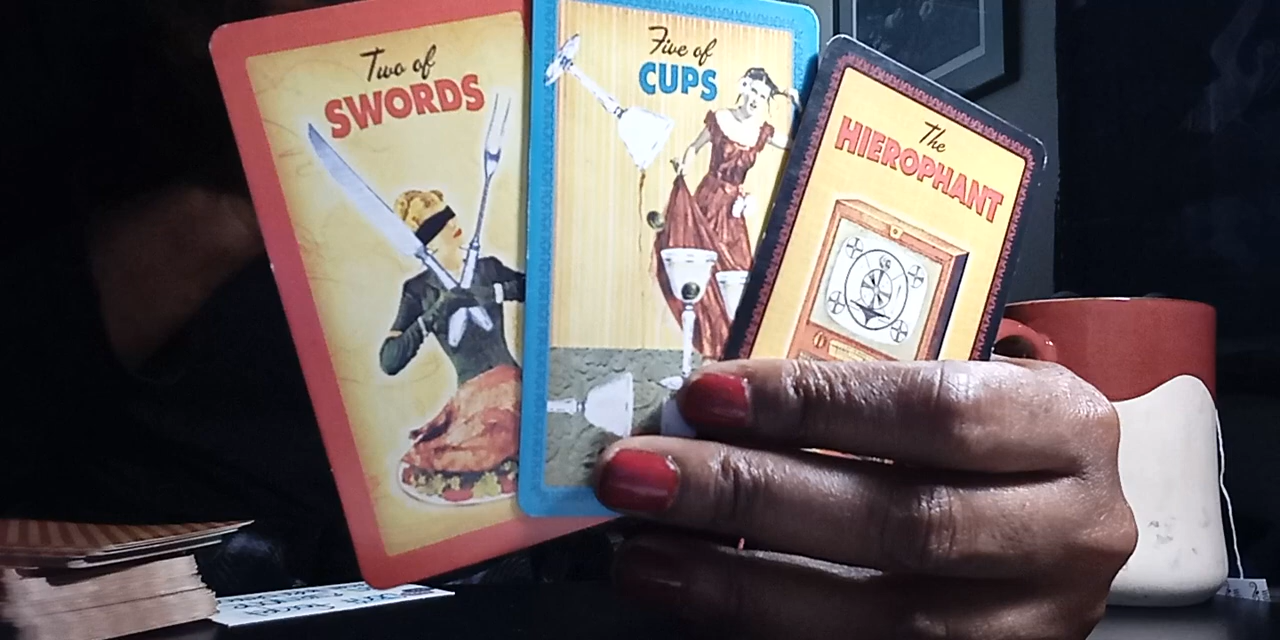 Two of
SWORDS
Five of
CUPS
The
HIEROPHANT